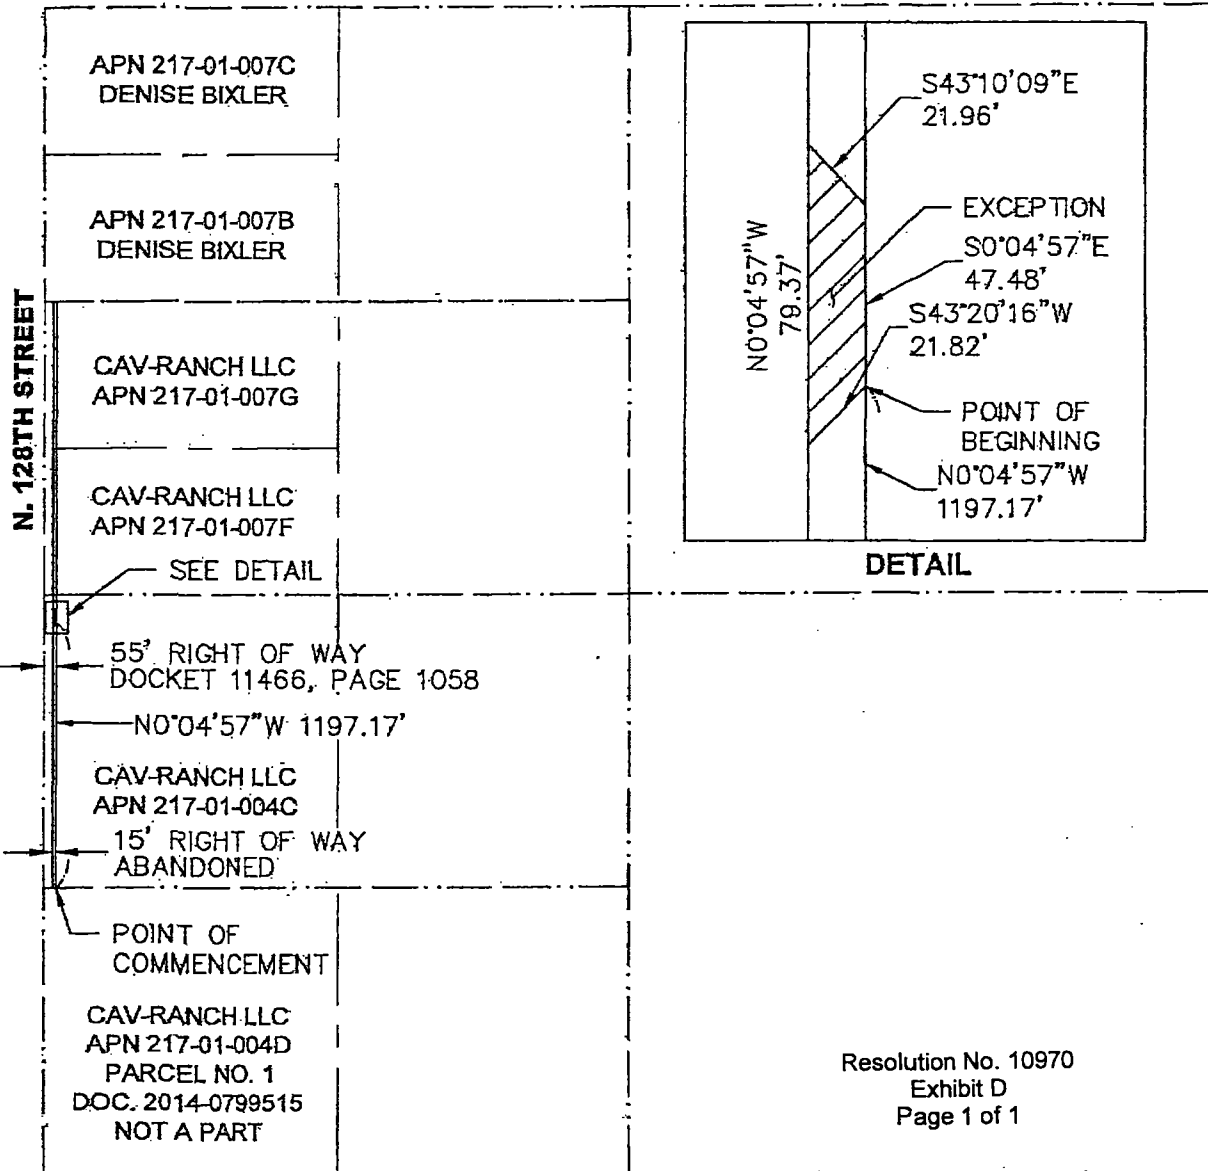 APN 217-01-007C
DENISE BIXLER
APN 217-01-007B
DENISE BIXLER
N. 128TH STREET
CAV-RANCH LLC
APN 217-01-007G
CAV-RANCH LLC
APN 217-01-007F
SEE DETAIL
55' RIGHT OF WAY
DOCKET 11466, PAGE 1058
N0°04'57"W 1197.17'
CAV-RANCH LLC
APN 217-01-004C
15' RIGHT OF WAY
ABANDONED
POINT OF
COMMENCEMENT
CAV-RANCH LLC
APN 217-01-004D
PARCEL NO. 1
DOC. 2014-0799515
NOT A PART
S43°10'09"E
21.96'
EXCEPTION
S0°04'57"E
47.48'
S43°20'16"W
21.82'
N0°04'57"W
79.37'
POINT OF
BEGINNING
N0°04'57"W
1197.17'
DETAIL
Resolution No. 10970
Exhibit D
Page 1 of 1